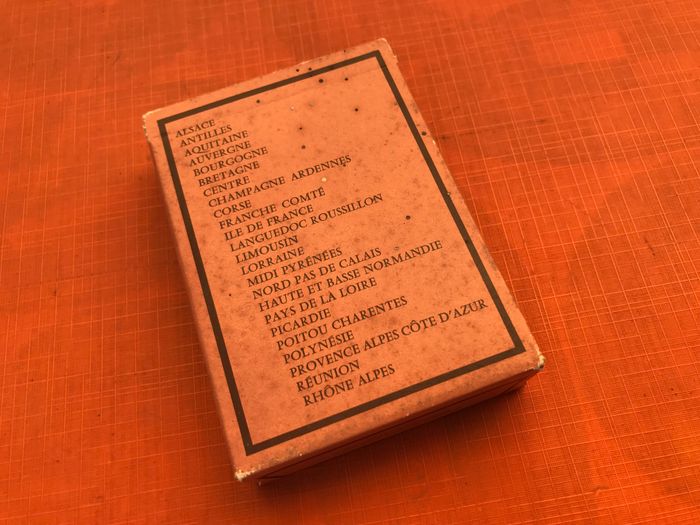 ALSACE
ANTILLES
AQUITAINE
AUVERGNE
BOURGOGNE
BRETAGNE
CENTRE
CHAMPAGNE ARDENNES
CORSE
FRANCHE COMTÉ
ILE DE FRANCE
LANGUEDOC ROUSSILLON
LIMOUSIN
LORRAINE
MIDI PYRÉNÉES
NORD PAS DE CALAIS
HAUTE ET BASSE NORMANDIE
PAYS DE LA LOIRE
PICARDIE
POITOU CHARENTES
POLYNÉSIE
PROVENCE ALPES CÔTE D'AZUR
RÉUNION
RHÔNE ALPES